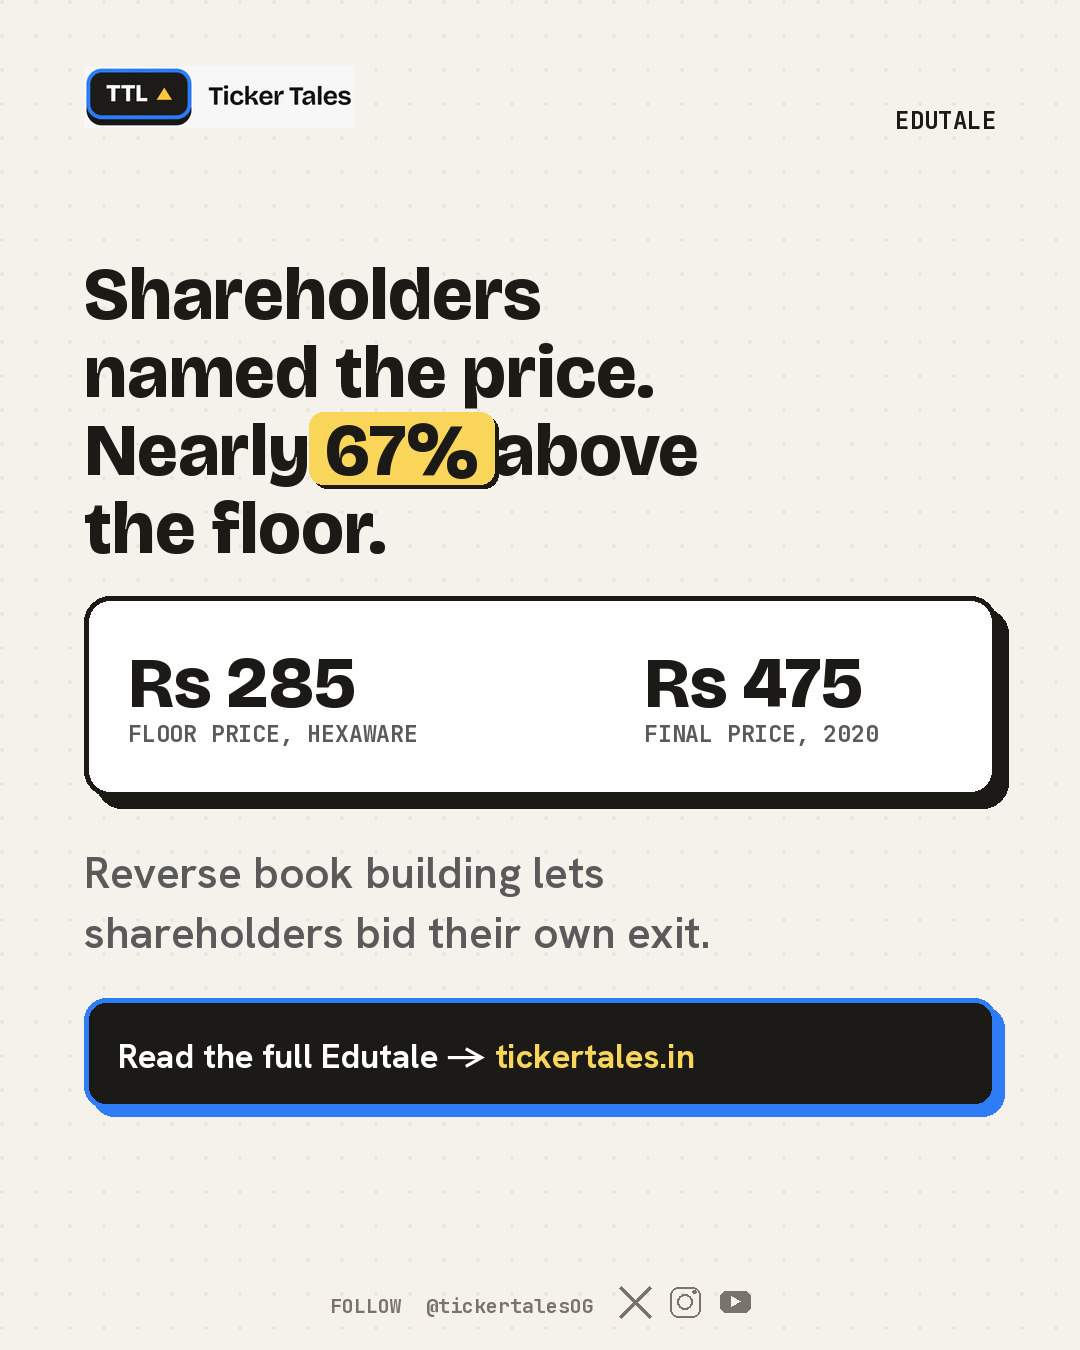 TTL
Ticker Tales
EDUTALE
Shareholders
named the price.
Nearly 67% above
the floor.
Rs 285
FLOOR PRICE, HEXAWARE
Rs 475
FINAL PRICE, 2020
Reverse book building lets
shareholders bid their own exit.
Read the full Edutale → tickertales.in
FOLLOW @tickertalesOG